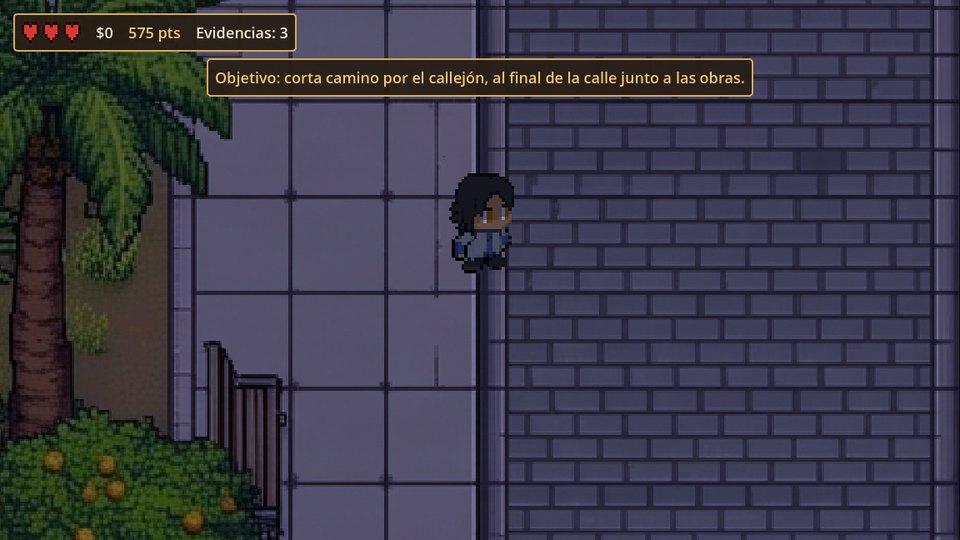 $0 575 pts Evidencias: 3
Objetivo: corta camino por el callejón, al final de la calle junto a las obras.